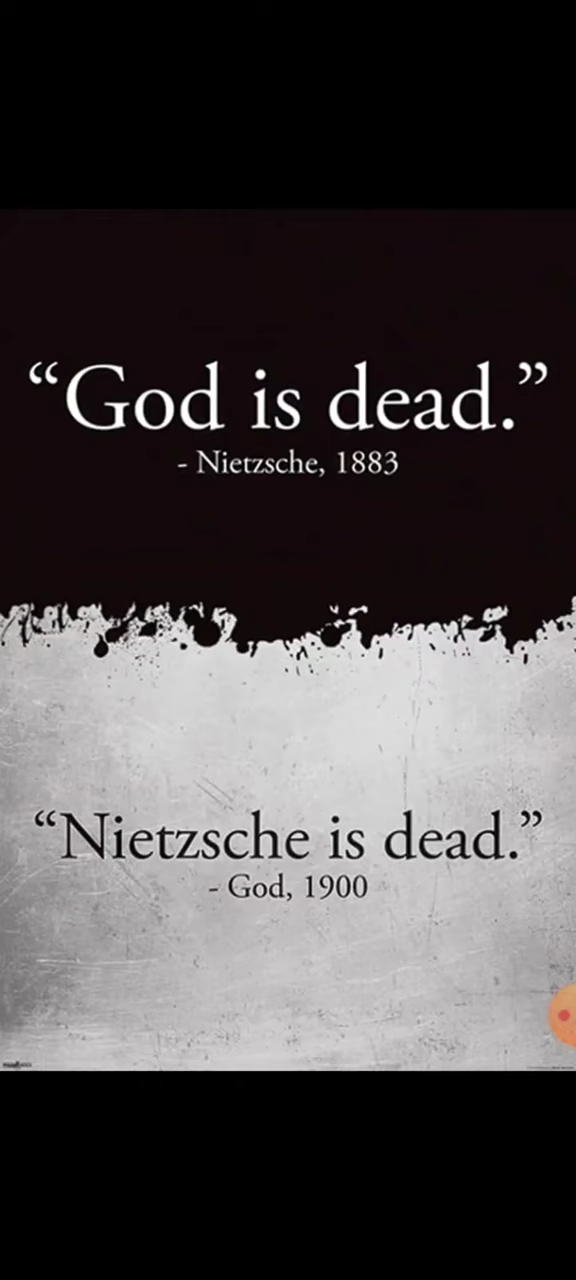 “God is dead.”
- Nietzsche, 1883
“Nietzsche is dead.”
- God, 1900